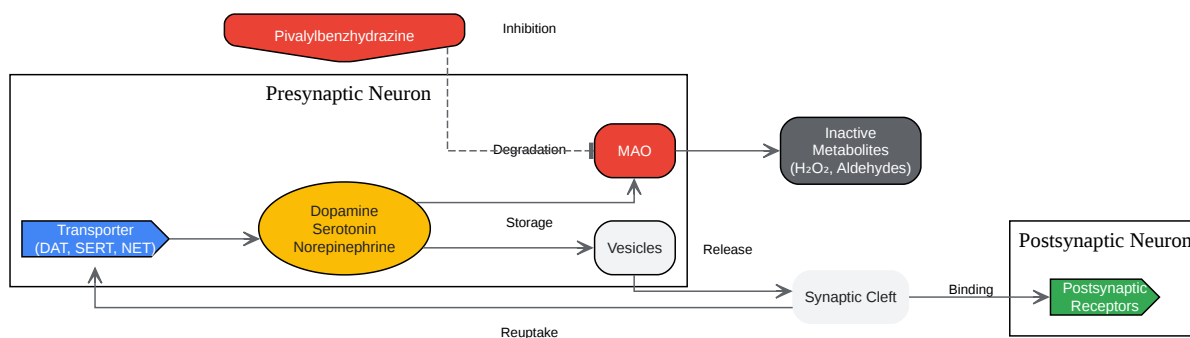 Pivalylbenzhydrazine
Inhibition
Presynaptic Neuron
Degradation
MAO
Inactive
Metabolites
(H₂O₂, Aldehydes)
Dopamine
Serotonin
Norepinephrine
Transporter
(DAT, SERT, NET)
Storage
Vesicles
Release
Postsynaptic Neuron
Synaptic Cleft
Binding
Postsynaptic
Receptors
Reuptake